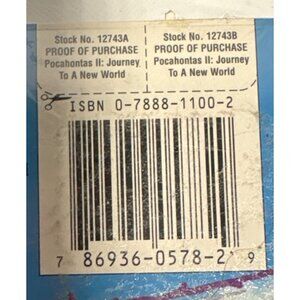 Stock No. 12743A
PROOF OF PURCHASE
Pocahontas II: Journey
To A New World
Stock No. 12743B
PROOF OF PURCHASE
Pocahontas II: Journey
To A New World
ISBN 0-7888-1100-2
7 86936-0578-2 9